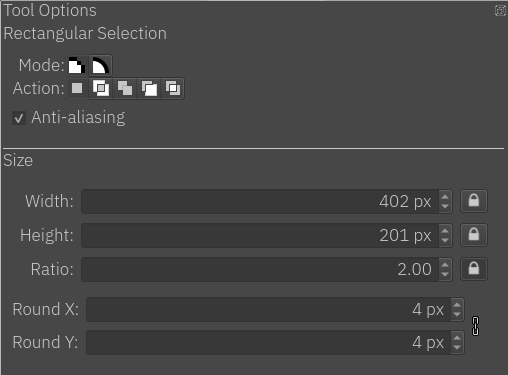 Tool Options
Rectangular Selection
Mode:
Action:
Anti-aliasing
Size
Width: 402 px
Height: 201 px
Ratio: 2.00
Round X: 4 px
Round Y: 4 px